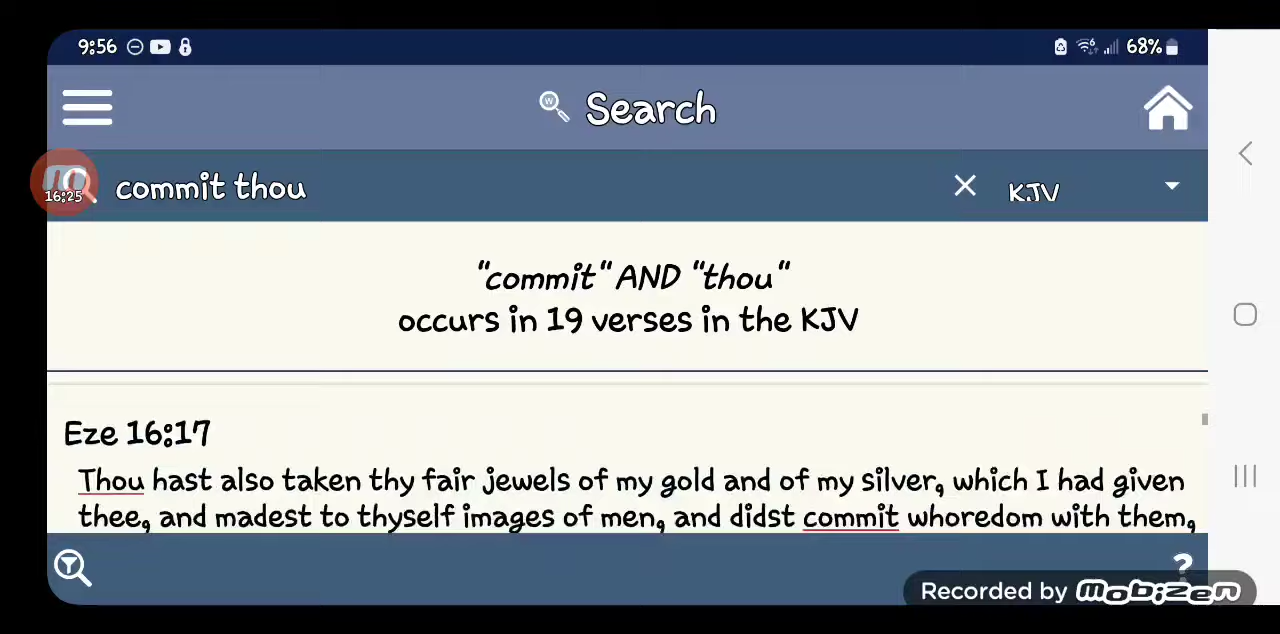 9:56 68%
Search
16:25 commit thou KJV
"commit" AND "thou"
occurs in 19 verses in the KJV
Eze 16:17
Thou hast also taken thy fair jewels of my gold and of my silver, which I had given
thee, and madest to thyself images of men, and didst commit whoredom with them,
?
Recorded by Mobizen